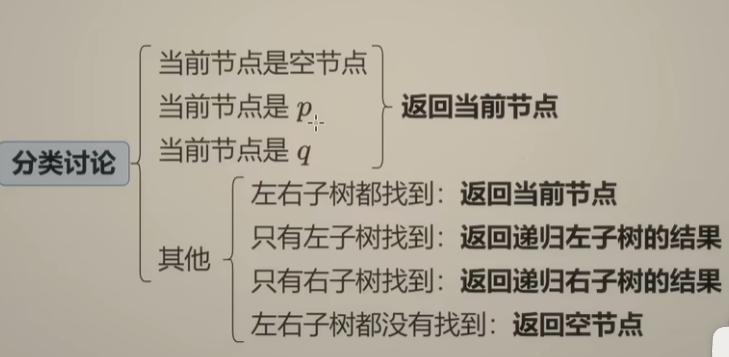 分类讨论
当前节点是空节点
当前节点是 p
当前节点是 q
返回当前节点
其他
左右子树都找到：返回当前节点
只有左子树找到：返回递归左子树的结果
只有右子树找到：返回递归右子树的结果
左右子树都没有找到：返回空节点